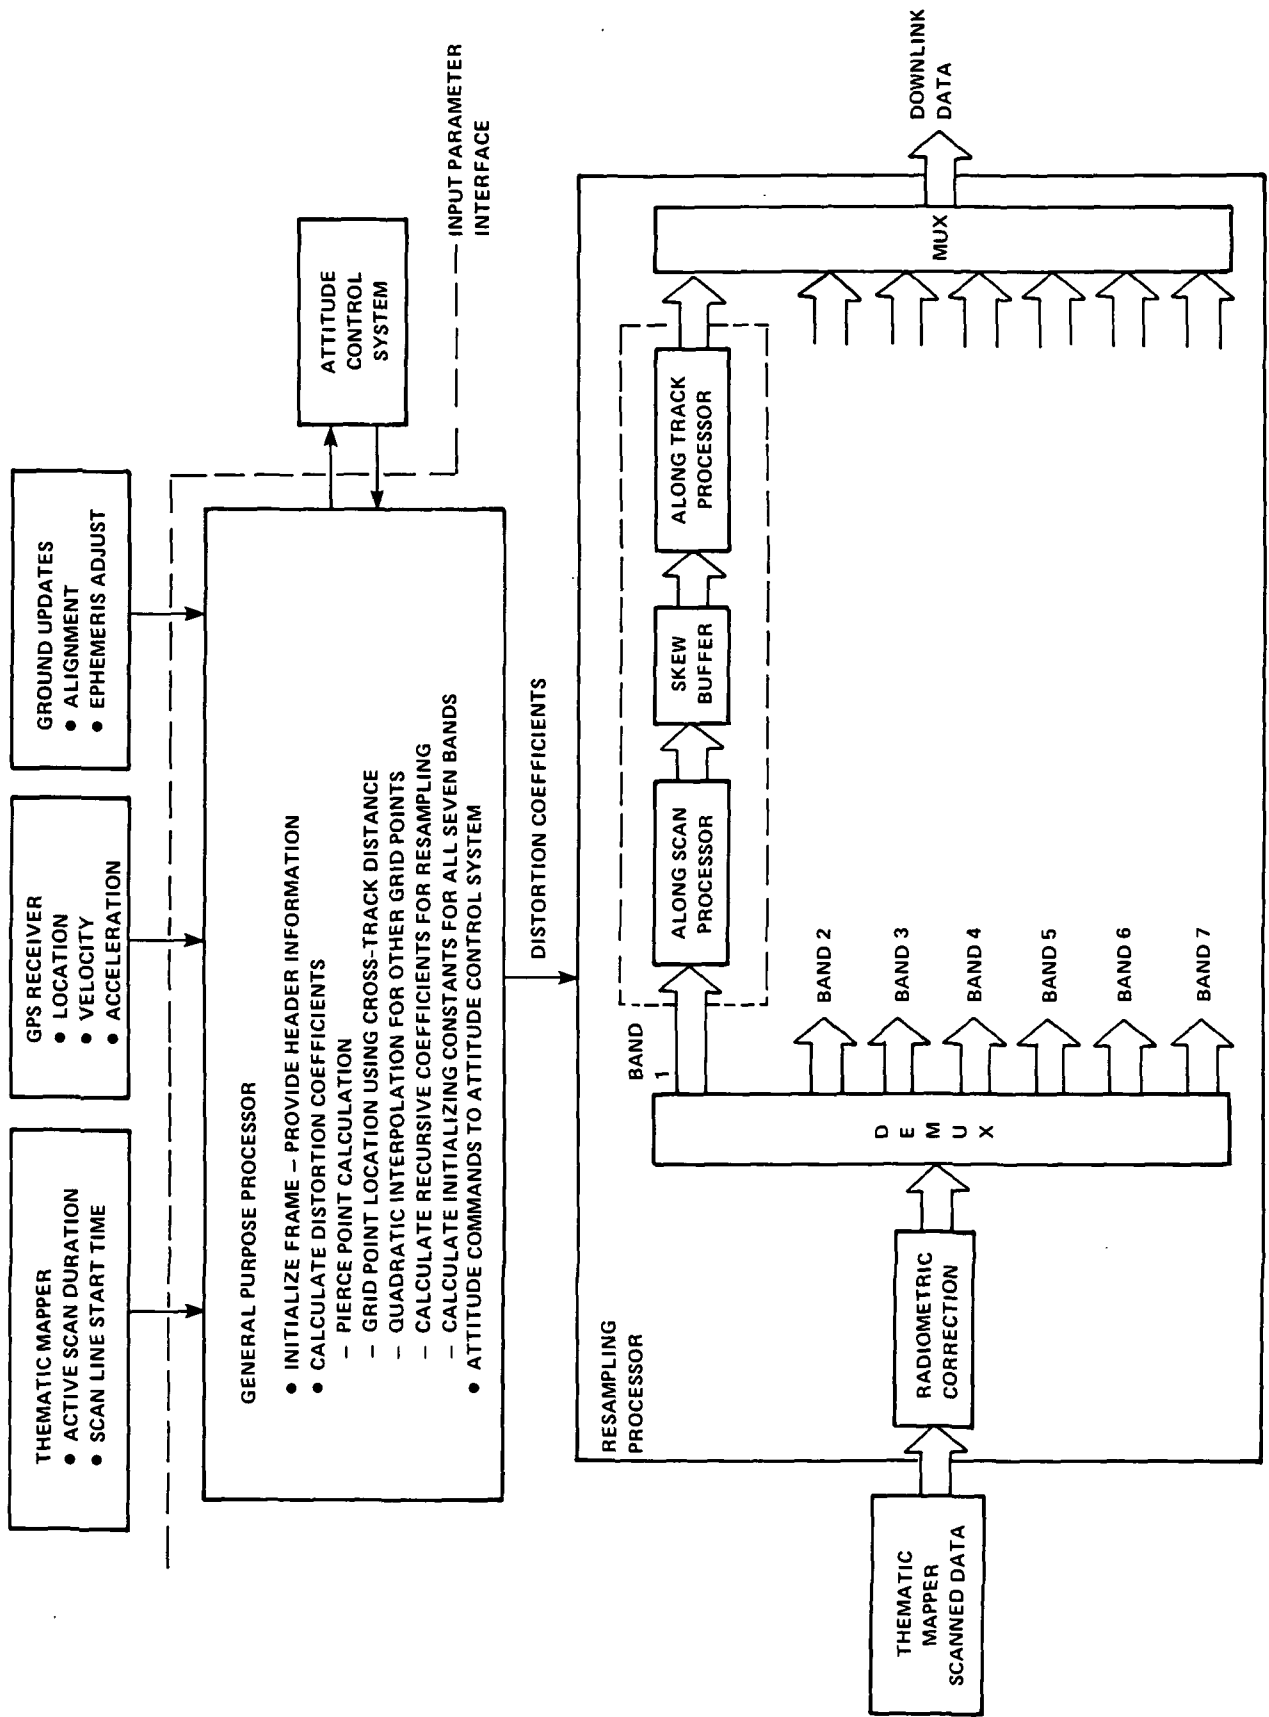 THEMATIC MAPPER
● ACTIVE SCAN DURATION
● SCAN LINE START TIME
GPS RECEIVER
● LOCATION
● VELOCITY
● ACCELERATION
GROUND UPDATES
● ALIGNMENT
● EPHEMERIS ADJUST
GENERAL PURPOSE PROCESSOR
● INITIALIZE FRAME – PROVIDE HEADER INFORMATION
● CALCULATE DISTORTION COEFFICIENTS
– PIERCE POINT CALCULATION
– GRID POINT LOCATION USING CROSS-TRACK DISTANCE
– QUADRATIC INTERPOLATION FOR OTHER GRID POINTS
– CALCULATE RECURSIVE COEFFICIENTS FOR RESAMPLING
– CALCULATE INITIALIZING CONSTANTS FOR ALL SEVEN BANDS
● ATTITUDE COMMANDS TO ATTITUDE CONTROL SYSTEM
ATTITUDE
CONTROL
SYSTEM
INPUT PARAMETER
INTERFACE
DISTORTION COEFFICIENTS
RESAMPLING
PROCESSOR
THEMATIC
MAPPER
SCANNED DATA
RADIOMETRIC
CORRECTION
DEMUX
BAND
1
ALONG SCAN
PROCESSOR
SKEW
BUFFER
ALONG TRACK
PROCESSOR
BAND 2
BAND 3
BAND 4
BAND 5
BAND 6
BAND 7
MUX
DOWNLINK
DATA